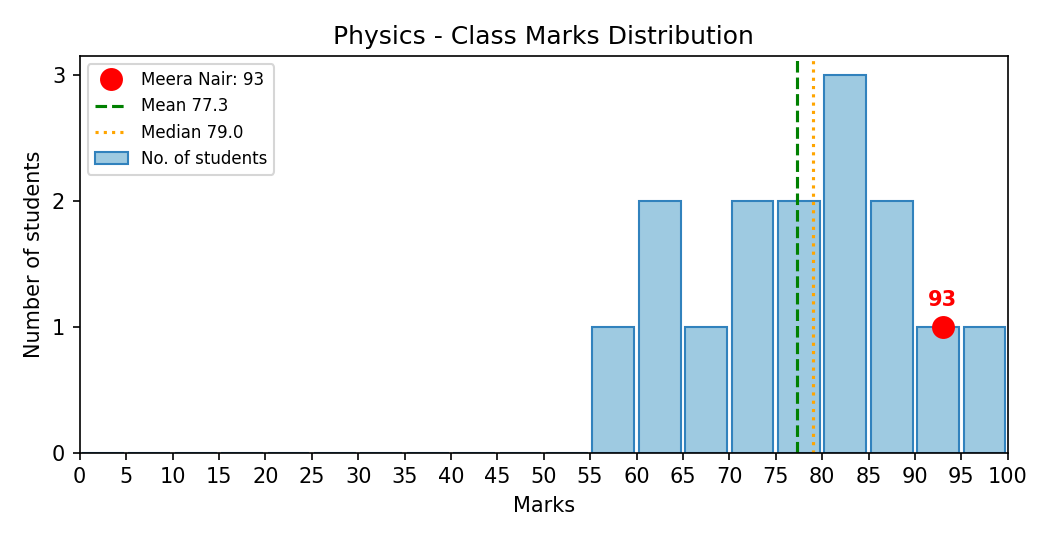 Physics - Class Marks Distribution
Meera Nair: 93
Mean 77.3
Median 79.0
No. of students
Number of students
3
2
1
0
93
0 5 10 15 20 25 30 35 40 45 50 55 60 65 70 75 80 85 90 95 100
Marks